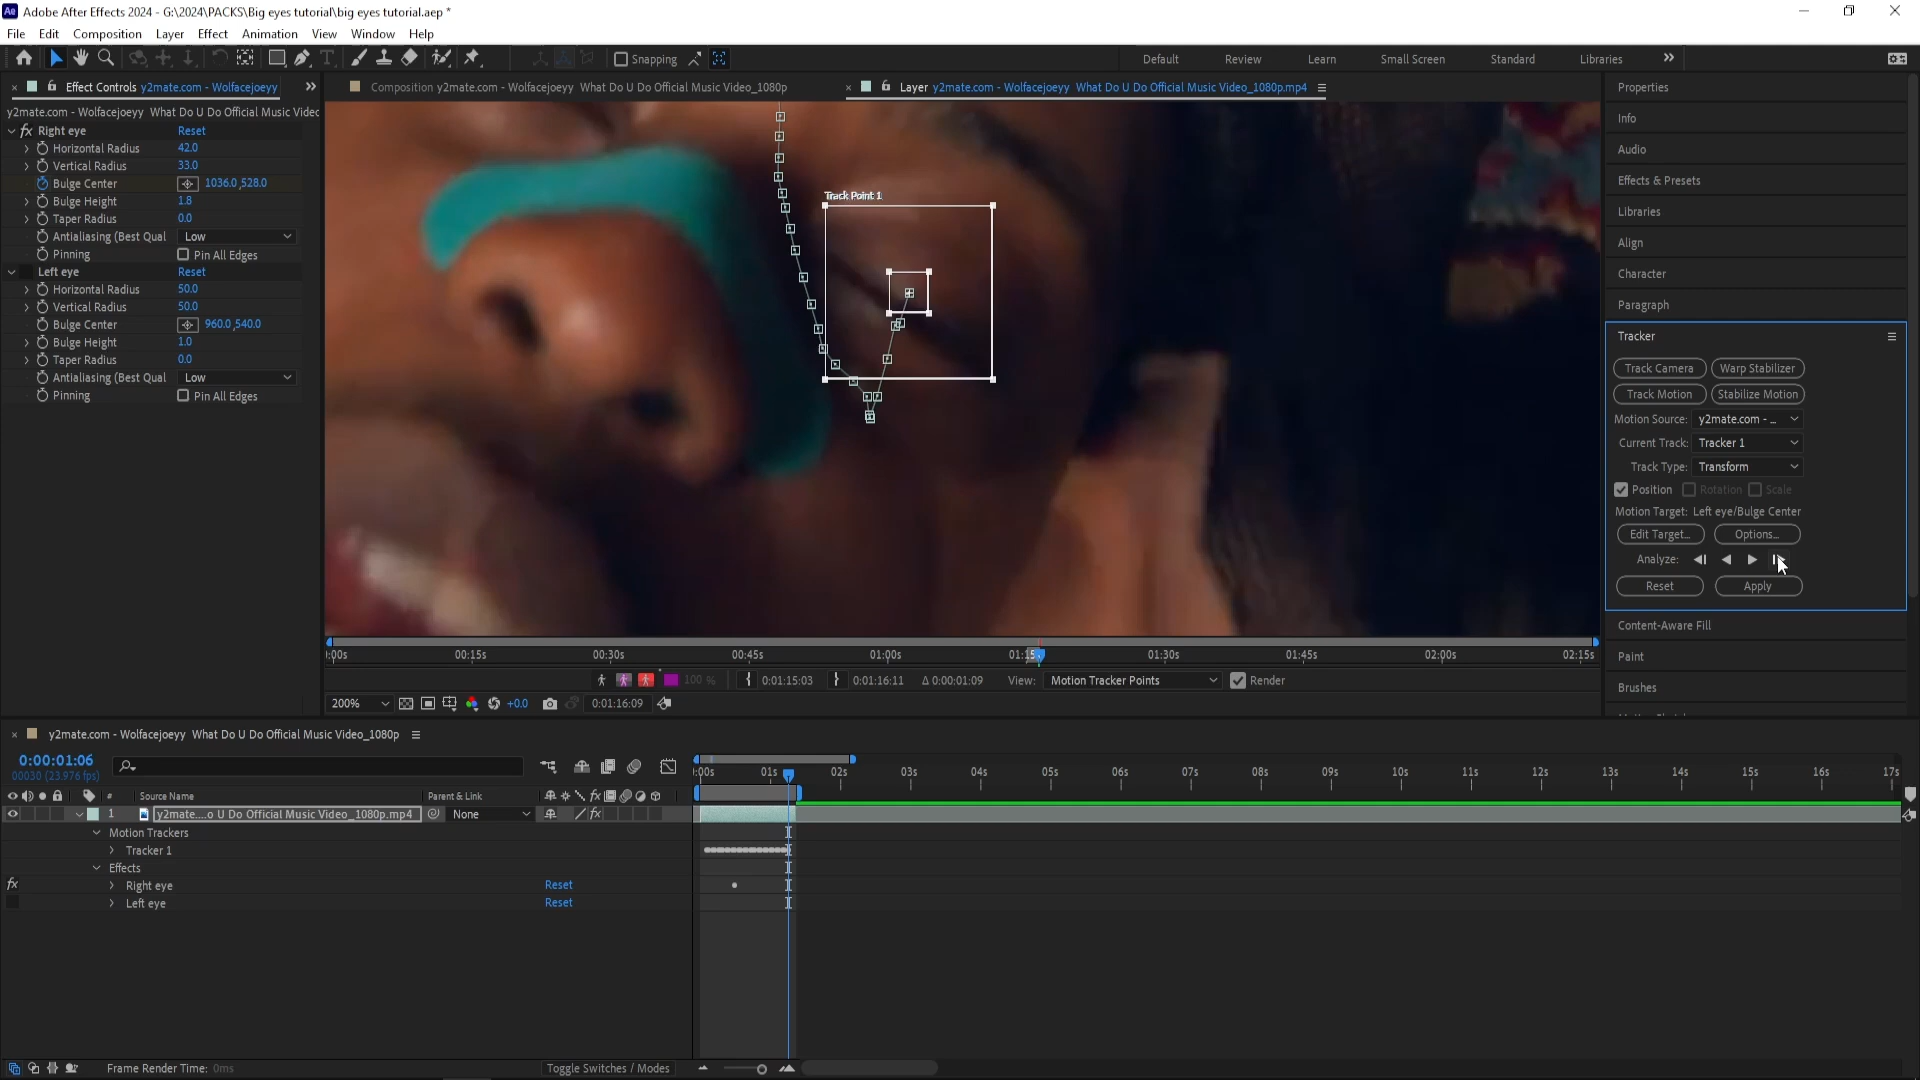 Adobe After Effects 2024 - G:\2024\PACKS\Big eyes tutorial\big eyes tutorial.aep *
File Edit Composition Layer Effect Animation View Window Help
Snapping Default Review Learn Small Screen Standard Libraries
Effect Controls y2mate.com - Wolfacejoeyy
Composition y2mate.com - Wolfacejoeyy What Do U Do Official Music Video_1080p
Layer y2mate.com - Wolfacejoeyy What Do U Do Official Music Video_1080p.mp4
y2mate.com - Wolfacejoeyy What Do U Do Official Music Videc
fx Right eye Reset
Horizontal Radius 42.0
Vertical Radius 33.0
Bulge Center 1036.0,528.0
Bulge Height 1.8
Taper Radius 0.0
Antialiasing (Best Qual Low
Pinning Pin All Edges
Left eye Reset
Horizontal Radius 50.0
Vertical Radius 50.0
Bulge Center 960.0,540.0
Bulge Height 1.0
Taper Radius 0.0
Antialiasing (Best Qual Low
Pinning Pin All Edges
Track Point 1
:00s 00:15s 00:30s 00:45s 01:00s 01:15s 01:30s 01:45s 02:00s 02:15s
100 % 0:01:15:03 0:01:16:11 Δ 0:00:01:09 View: Motion Tracker Points Render
200% +0.0 0:01:16:09
Properties
Info
Audio
Effects & Presets
Libraries
Align
Character
Paragraph
Tracker
Track Camera Warp Stabilizer
Track Motion Stabilize Motion
Motion Source: y2mate.com - ...
Current Track: Tracker 1
Track Type: Transform
Position Rotation Scale
Motion Target: Left eye/Bulge Center
Edit Target... Options...
Analyze:
Reset Apply
Content-Aware Fill
Paint
Brushes
y2mate.com - Wolfacejoeyy What Do U Do Official Music Video_1080p
0:00:01:06
00030 (23.976 fps)
:00s 01s 02s 03s 04s 05s 06s 07s 08s 09s 10s 11s 12s 13s 14s 15s 16s 17s
# Source Name Parent & Link
1 y2mate....o U Do Official Music Video_1080p.mp4 None
Motion Trackers
Tracker 1
Effects
fx Right eye Reset
Left eye Reset
Frame Render Time: 0ms Toggle Switches / Modes